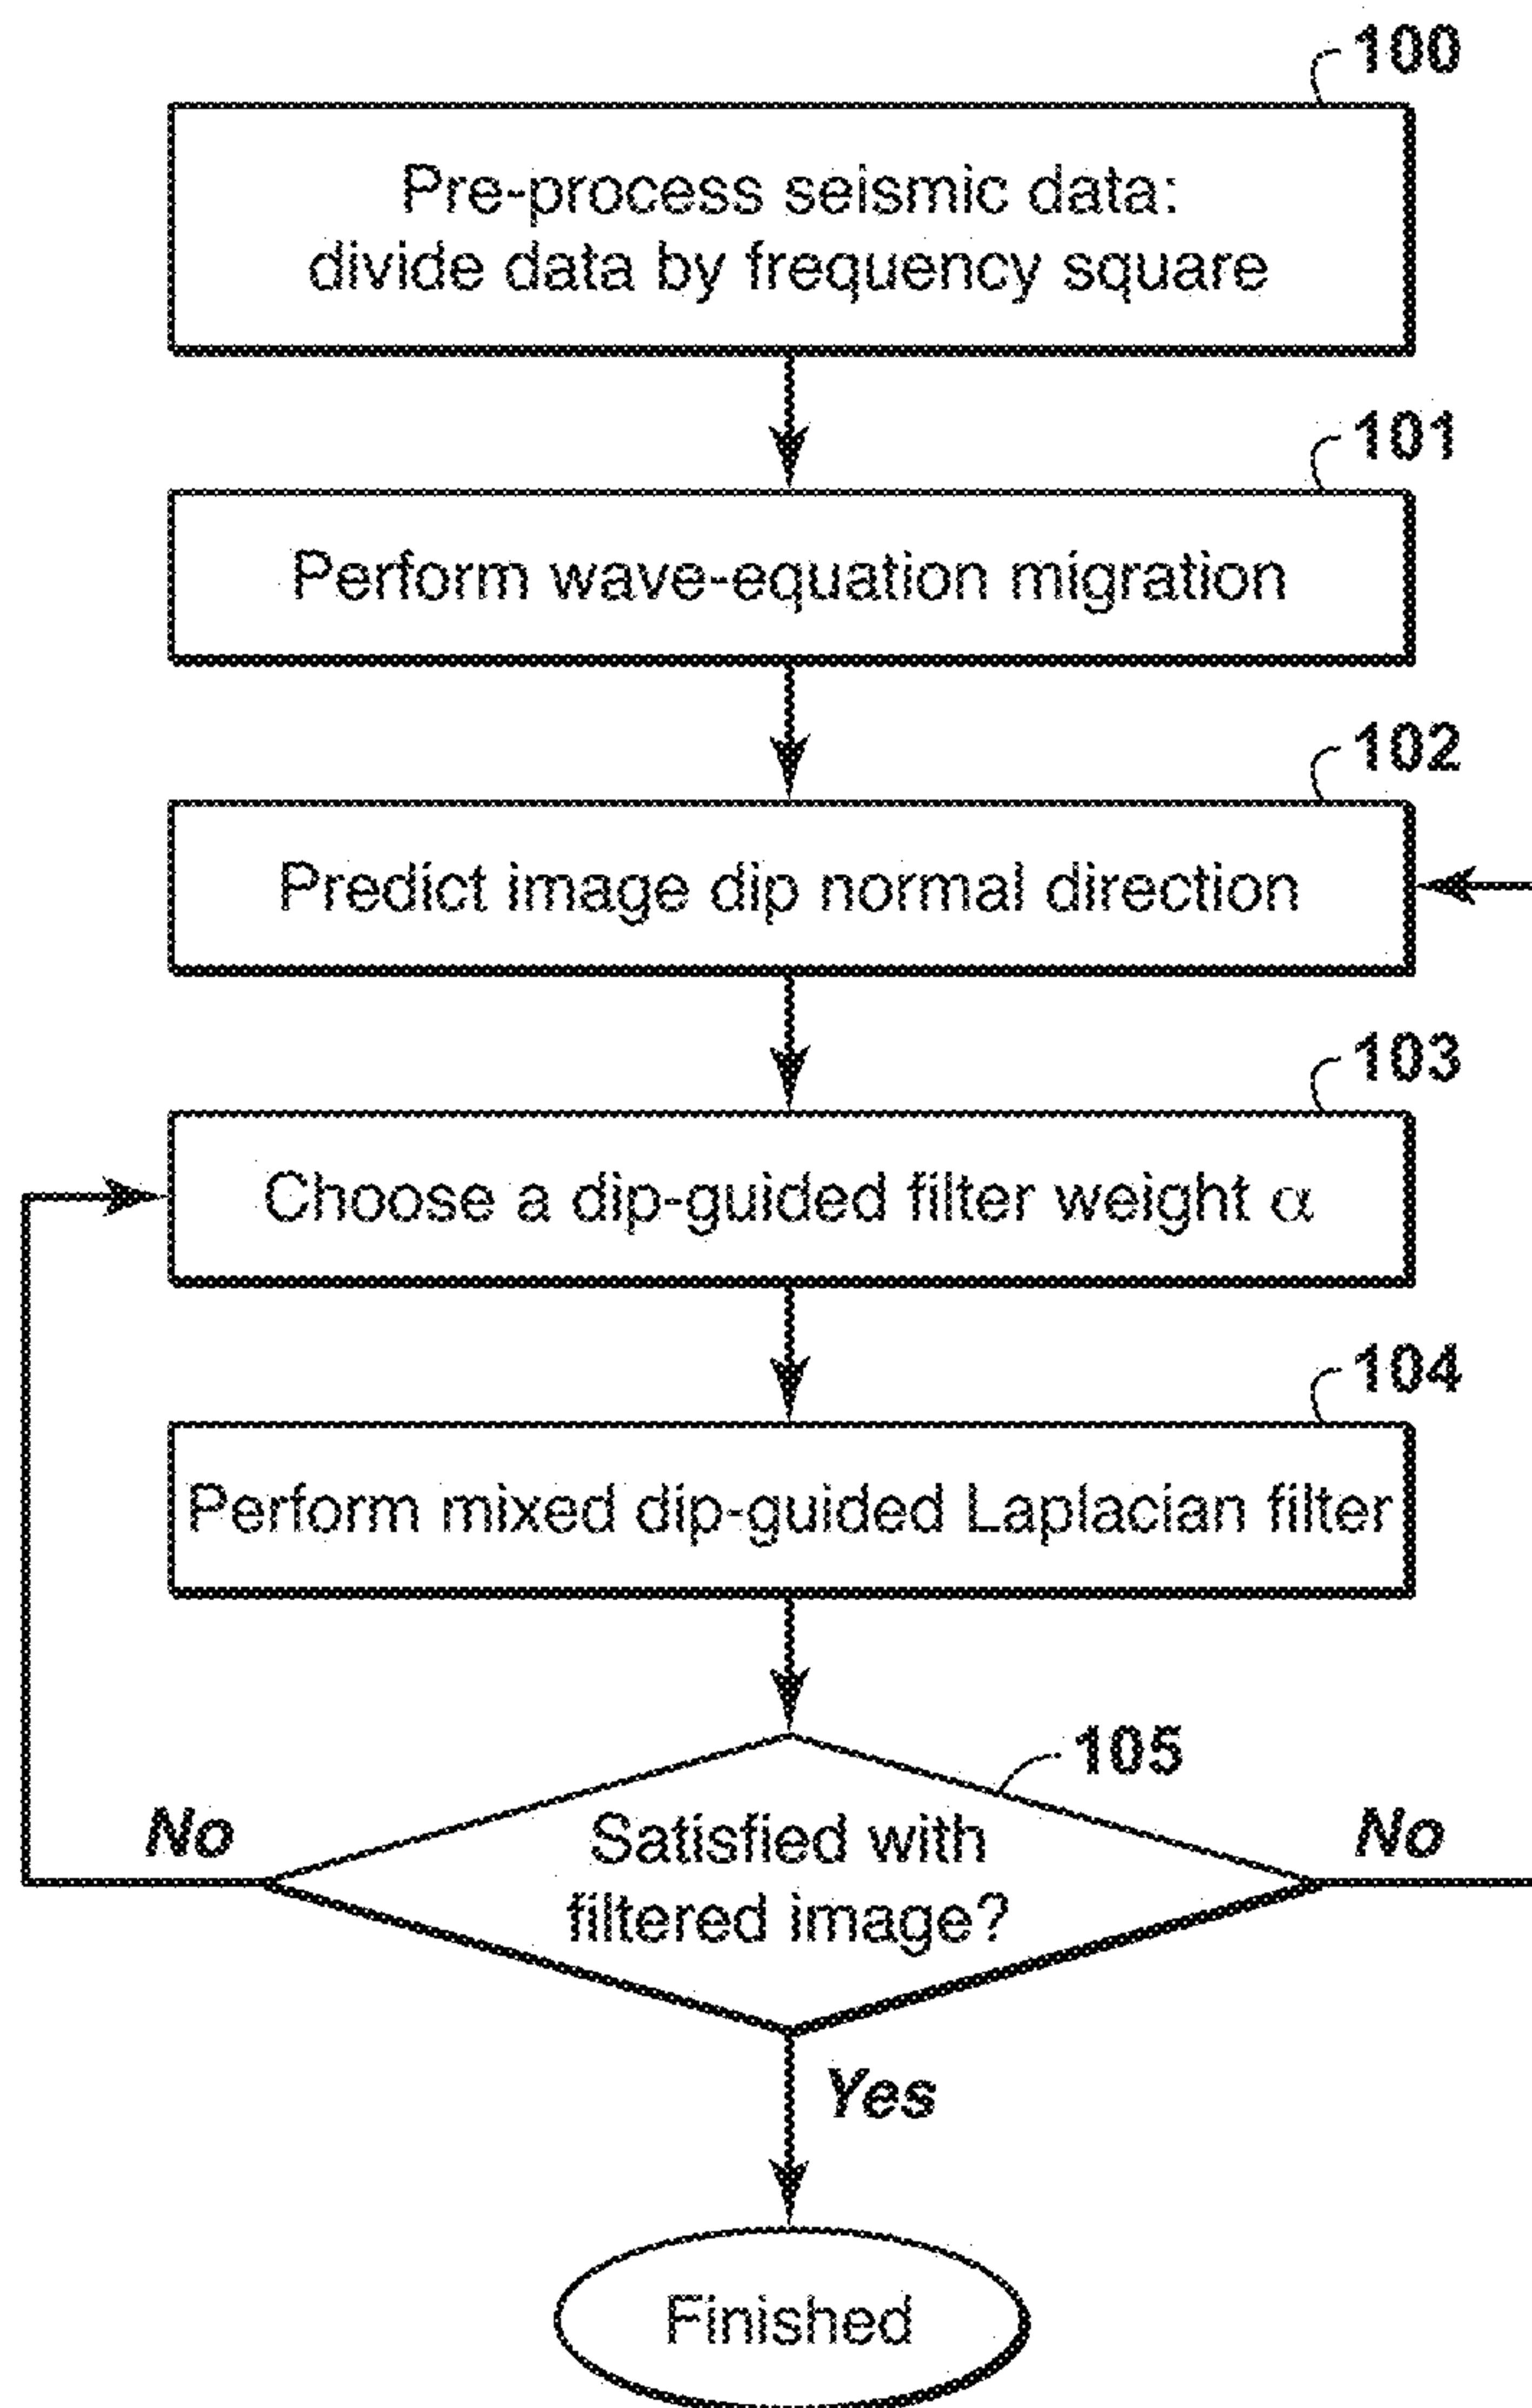 100
Pre-process seismic data:
divide data by frequency square
101
Perform wave-equation migration
102
Predict image dip normal direction
103
Choose a dip-guided filter weight α
104
Perform mixed dip-guided Laplacian filter
105
Satisfied with
filtered image?
No
No
Yes
Finished